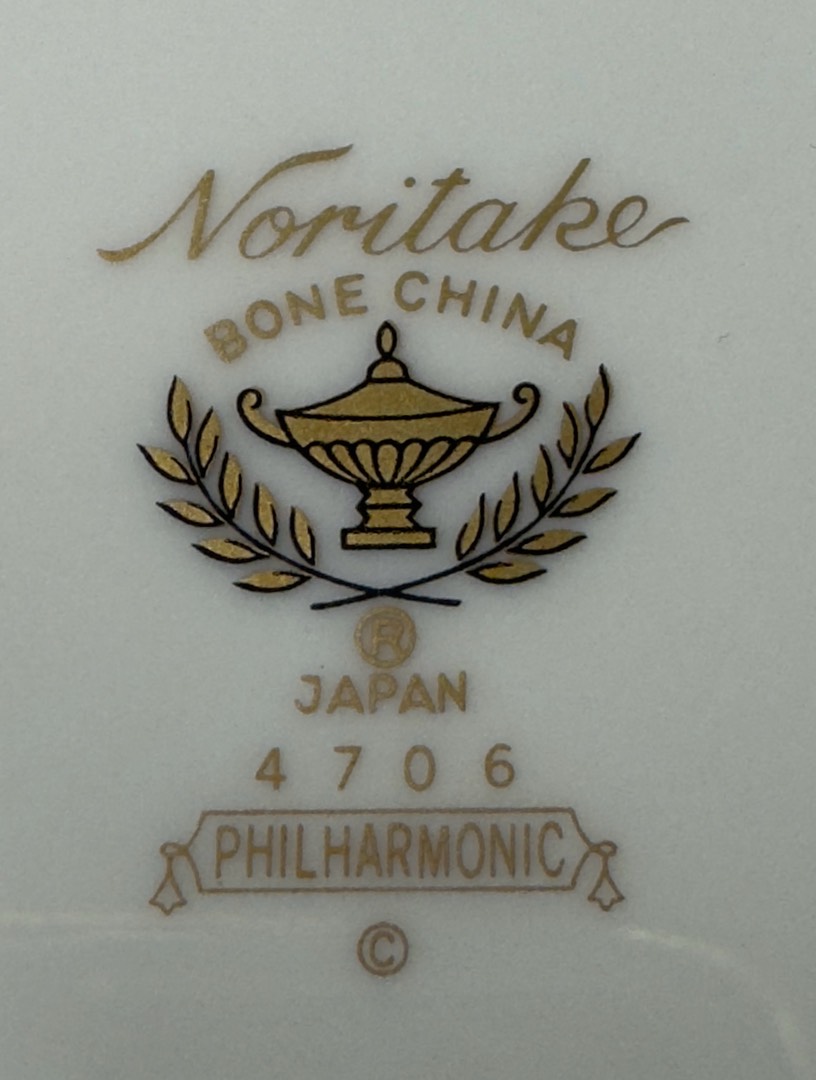 Noritake
BONE CHINA
®
JAPAN
4706
PHILHARMONIC
©